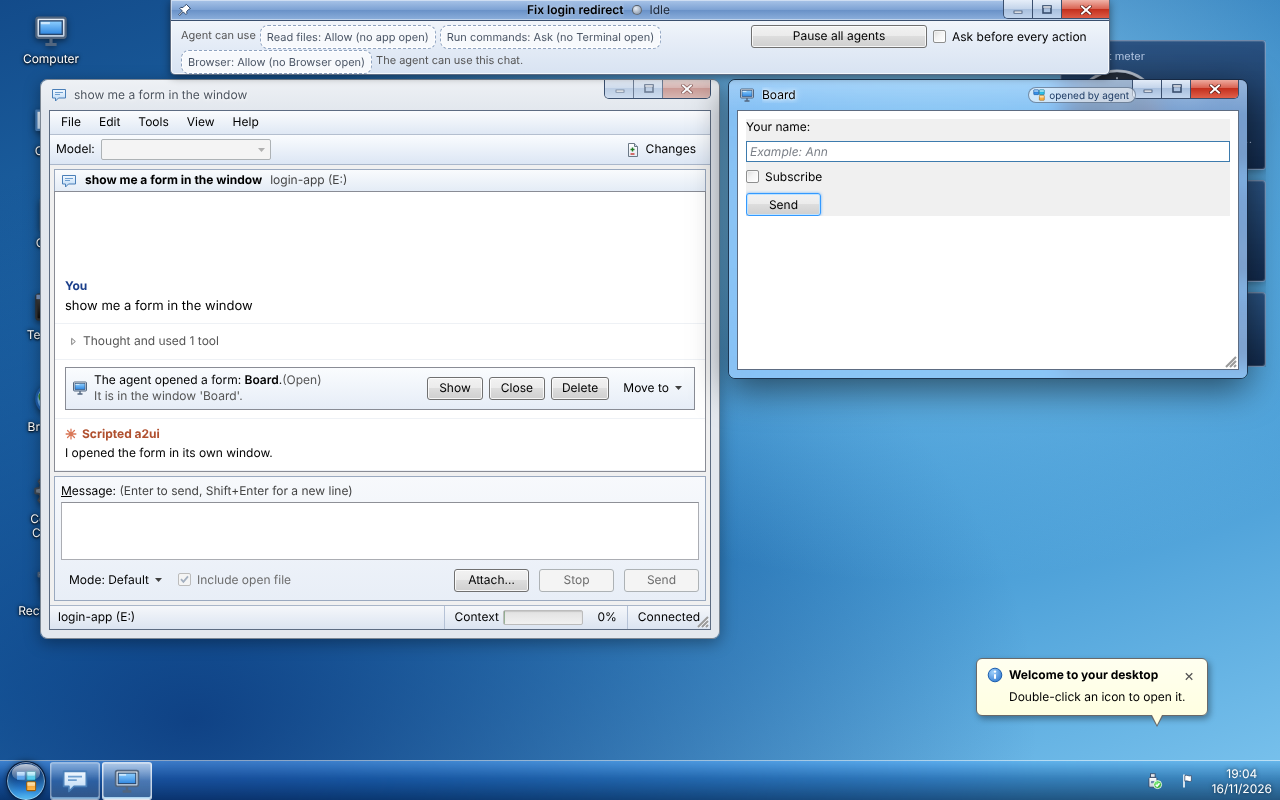 Fix login redirect Idle
Agent can use Read files: Allow (no app open) Run commands: Ask (no Terminal open)
Browser: Allow (no Browser open) The agent can use this chat.
Pause all agents Ask before every action
Computer
meter
show me a form in the window
File Edit Tools View Help
Model: Changes
show me a form in the window login-app (E:)
You
show me a form in the window
Thought and used 1 tool
The agent opened a form: Board.(Open)
It is in the window 'Board'.
Show Close Delete Move to
Scripted a2ui
I opened the form in its own window.
Message: (Enter to send, Shift+Enter for a new line)
Mode: Default Include open file Attach... Stop Send
login-app (E:) Context 0% Connected
Board opened by agent
Your name:
Example: Ann
Subscribe
Send
Welcome to your desktop
Double-click an icon to open it.
19:04
16/11/2026